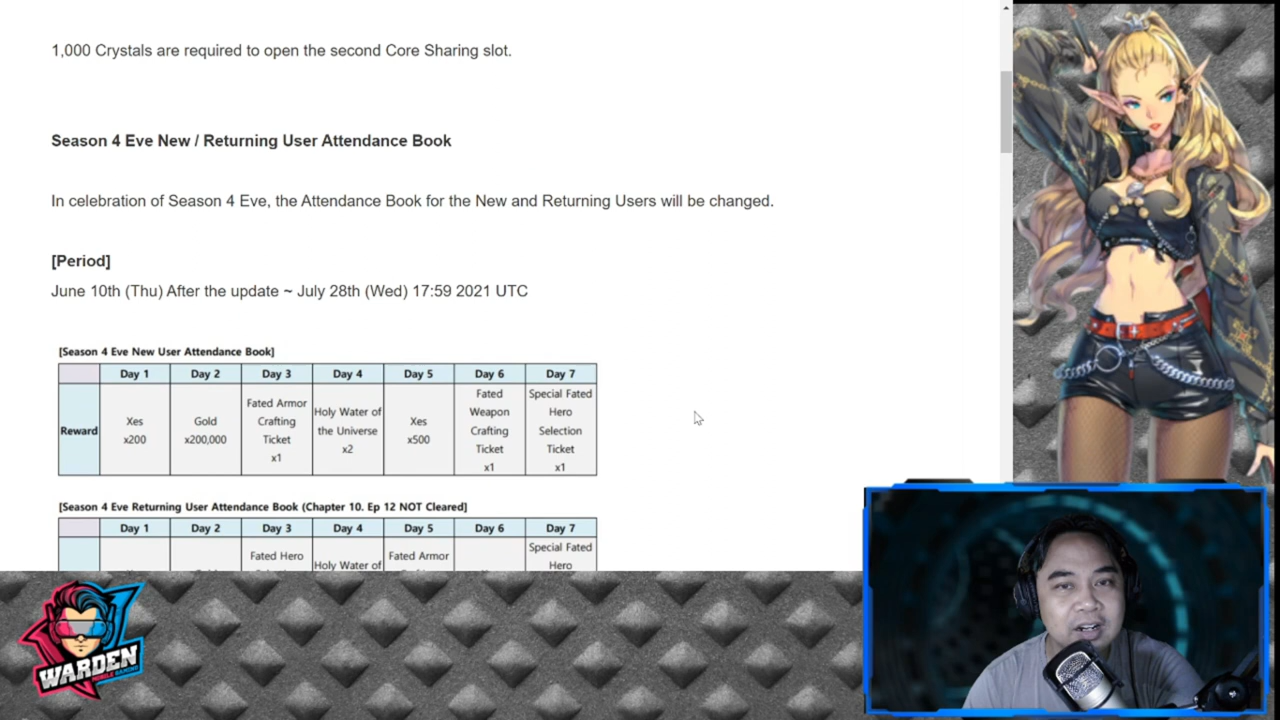 1,000 Crystals are required to open the second Core Sharing slot.
Season 4 Eve New / Returning User Attendance Book
In celebration of Season 4 Eve, the Attendance Book for the New and Returning Users will be changed.
[Period]
June 10th (Thu) After the update ~ July 28th (Wed) 17:59 2021 UTC
[Season 4 Eve New User Attendance Book]
Day 1 Day 2 Day 3 Day 4 Day 5 Day 6 Day 7
Reward
Xes
x200
Gold
x200,000
Fated Armor
Crafting
Ticket
x1
Holy Water of
the Universe
x2
Xes
x500
Fated
Weapon
Crafting
Ticket
x1
Special Fated
Hero
Selection
Ticket
x1
[Season 4 Eve Returning User Attendance Book (Chapter 10. Ep 12 NOT Cleared]
Day 1 Day 2 Day 3 Day 4 Day 5 Day 6 Day 7
Fated Hero
Holy Water of
Fated Armor
Special Fated
Hero
WARDEN
MOBILE GAMING